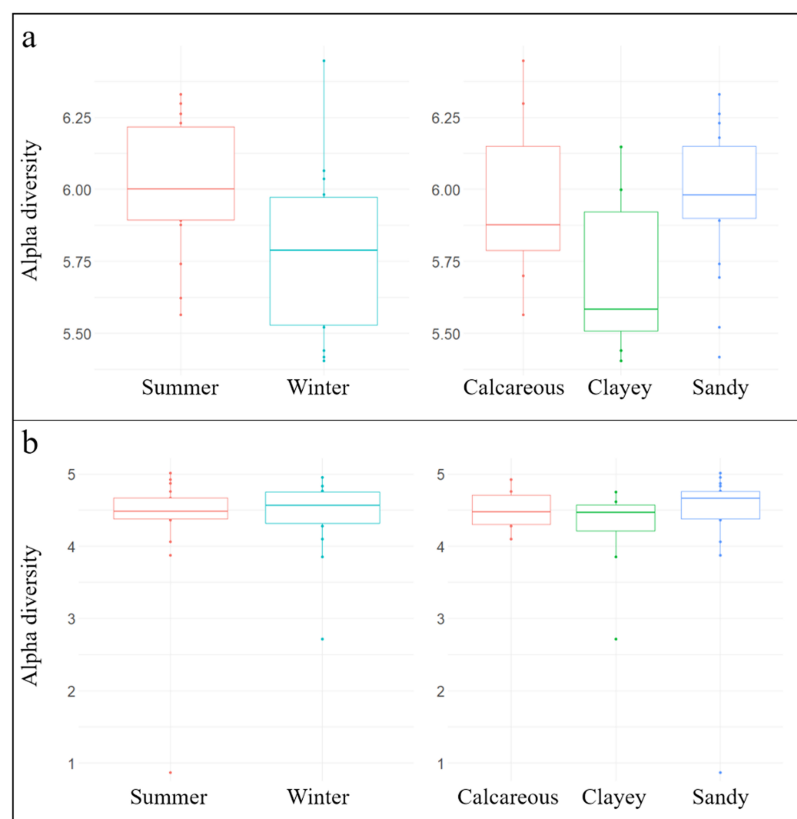 a
Alpha diversity
6.25
6.00
5.75
5.50
Summer
Winter
6.25
6.00
5.75
5.50
Calcareous
Clayey
Sandy
b
Alpha diversity
5
4
3
2
1
Summer
Winter
5
4
3
2
1
Calcareous
Clayey
Sandy